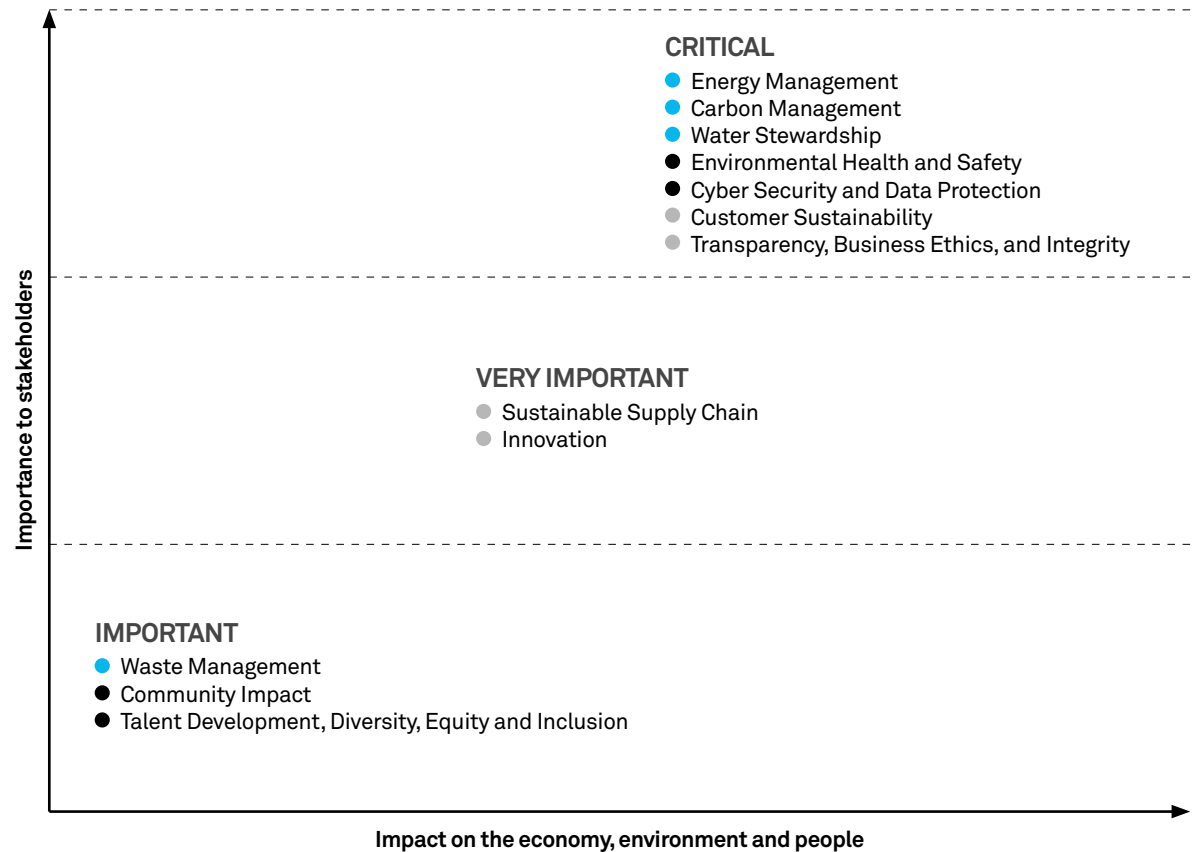 CRITICAL
Energy Management
Carbon Management
Water Stewardship
Environmental Health and Safety
Cyber Security and Data Protection
Customer Sustainability
Transparency, Business Ethics, and Integrity
Importance to stakeholders
VERY IMPORTANT
Sustainable Supply Chain
Innovation
IMPORTANT
Waste Management
Community Impact
Talent Development, Diversity, Equity and Inclusion
Impact on the economy, environment and people